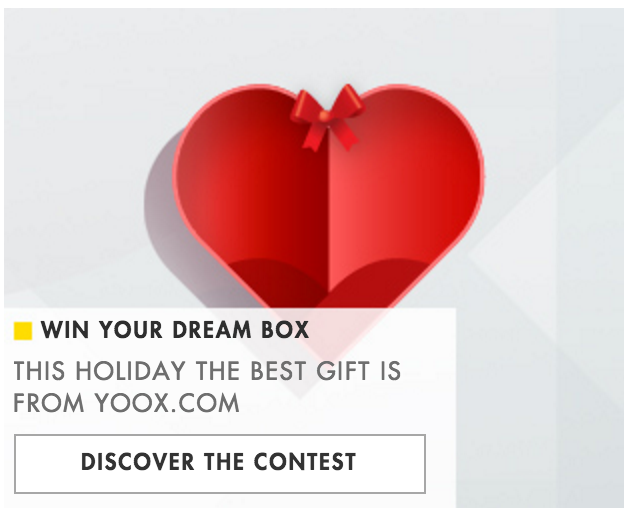 WIN YOUR DREAM BOX
THIS HOLIDAY THE BEST GIFT IS
FROM YOOX.COM
DISCOVER THE CONTEST